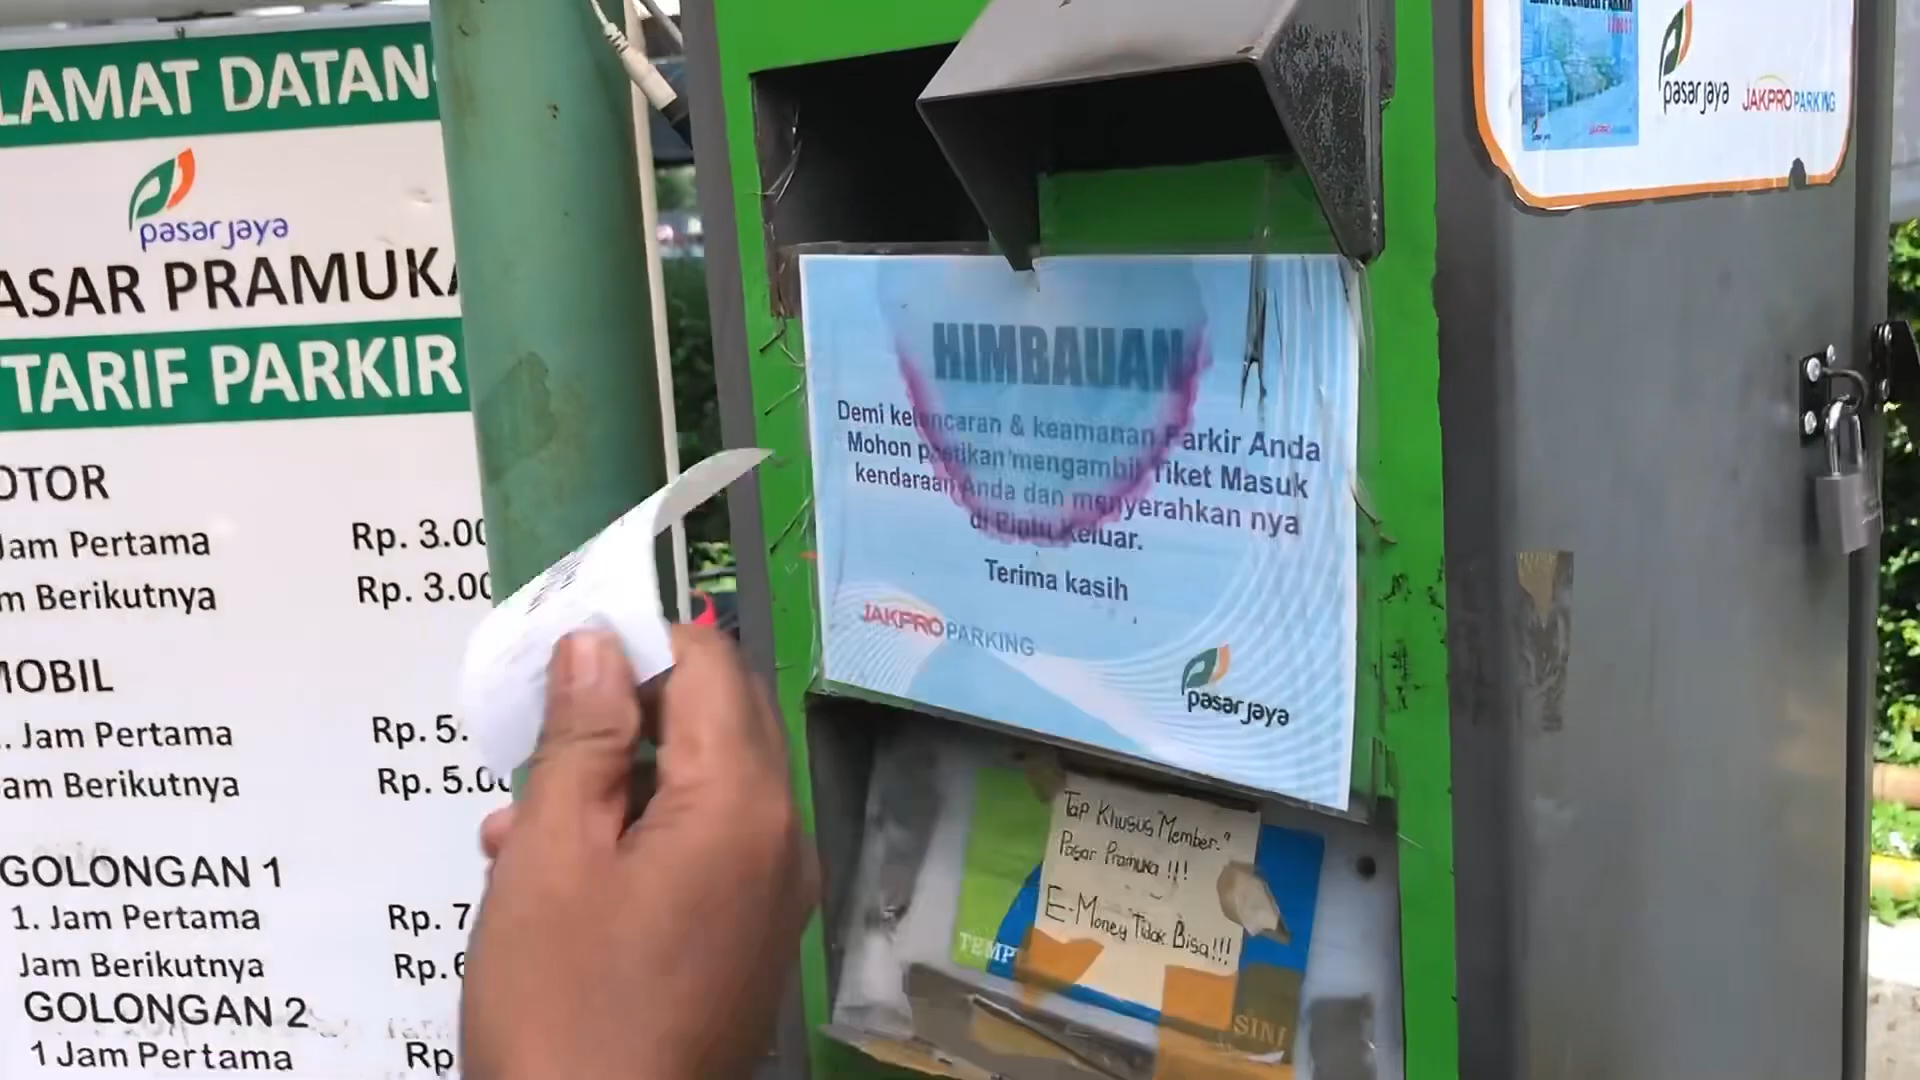 LAMAT DATAN
pasar jaya
ASAR PRAMUKA
TARIF PARKIR
OTOR
Jam Pertama Rp. 3.00
m Berikutnya Rp. 3.00
MOBIL
. Jam Pertama Rp. 5.
am Berikutnya Rp. 5.00
GOLONGAN 1
1. Jam Pertama Rp. 7
Jam Berikutnya Rp. 6
GOLONGAN 2
1 Jam Pertama Rp
HIMBAUAN
Demi kelancaran & keamanan Parkir Anda
Mohon pastikan mengambil Tiket Masuk
kendaraan Anda dan menyerahkan nya
di Pintu Keluar.
Terima kasih
JAKPRO PARKING
pasar jaya
Tap Khusus "Member."
Pasar Pramuka !!!
E-Money Tidak Bisa!!!
TEMP
SINI
pasar jaya
JAKPRO PARKING